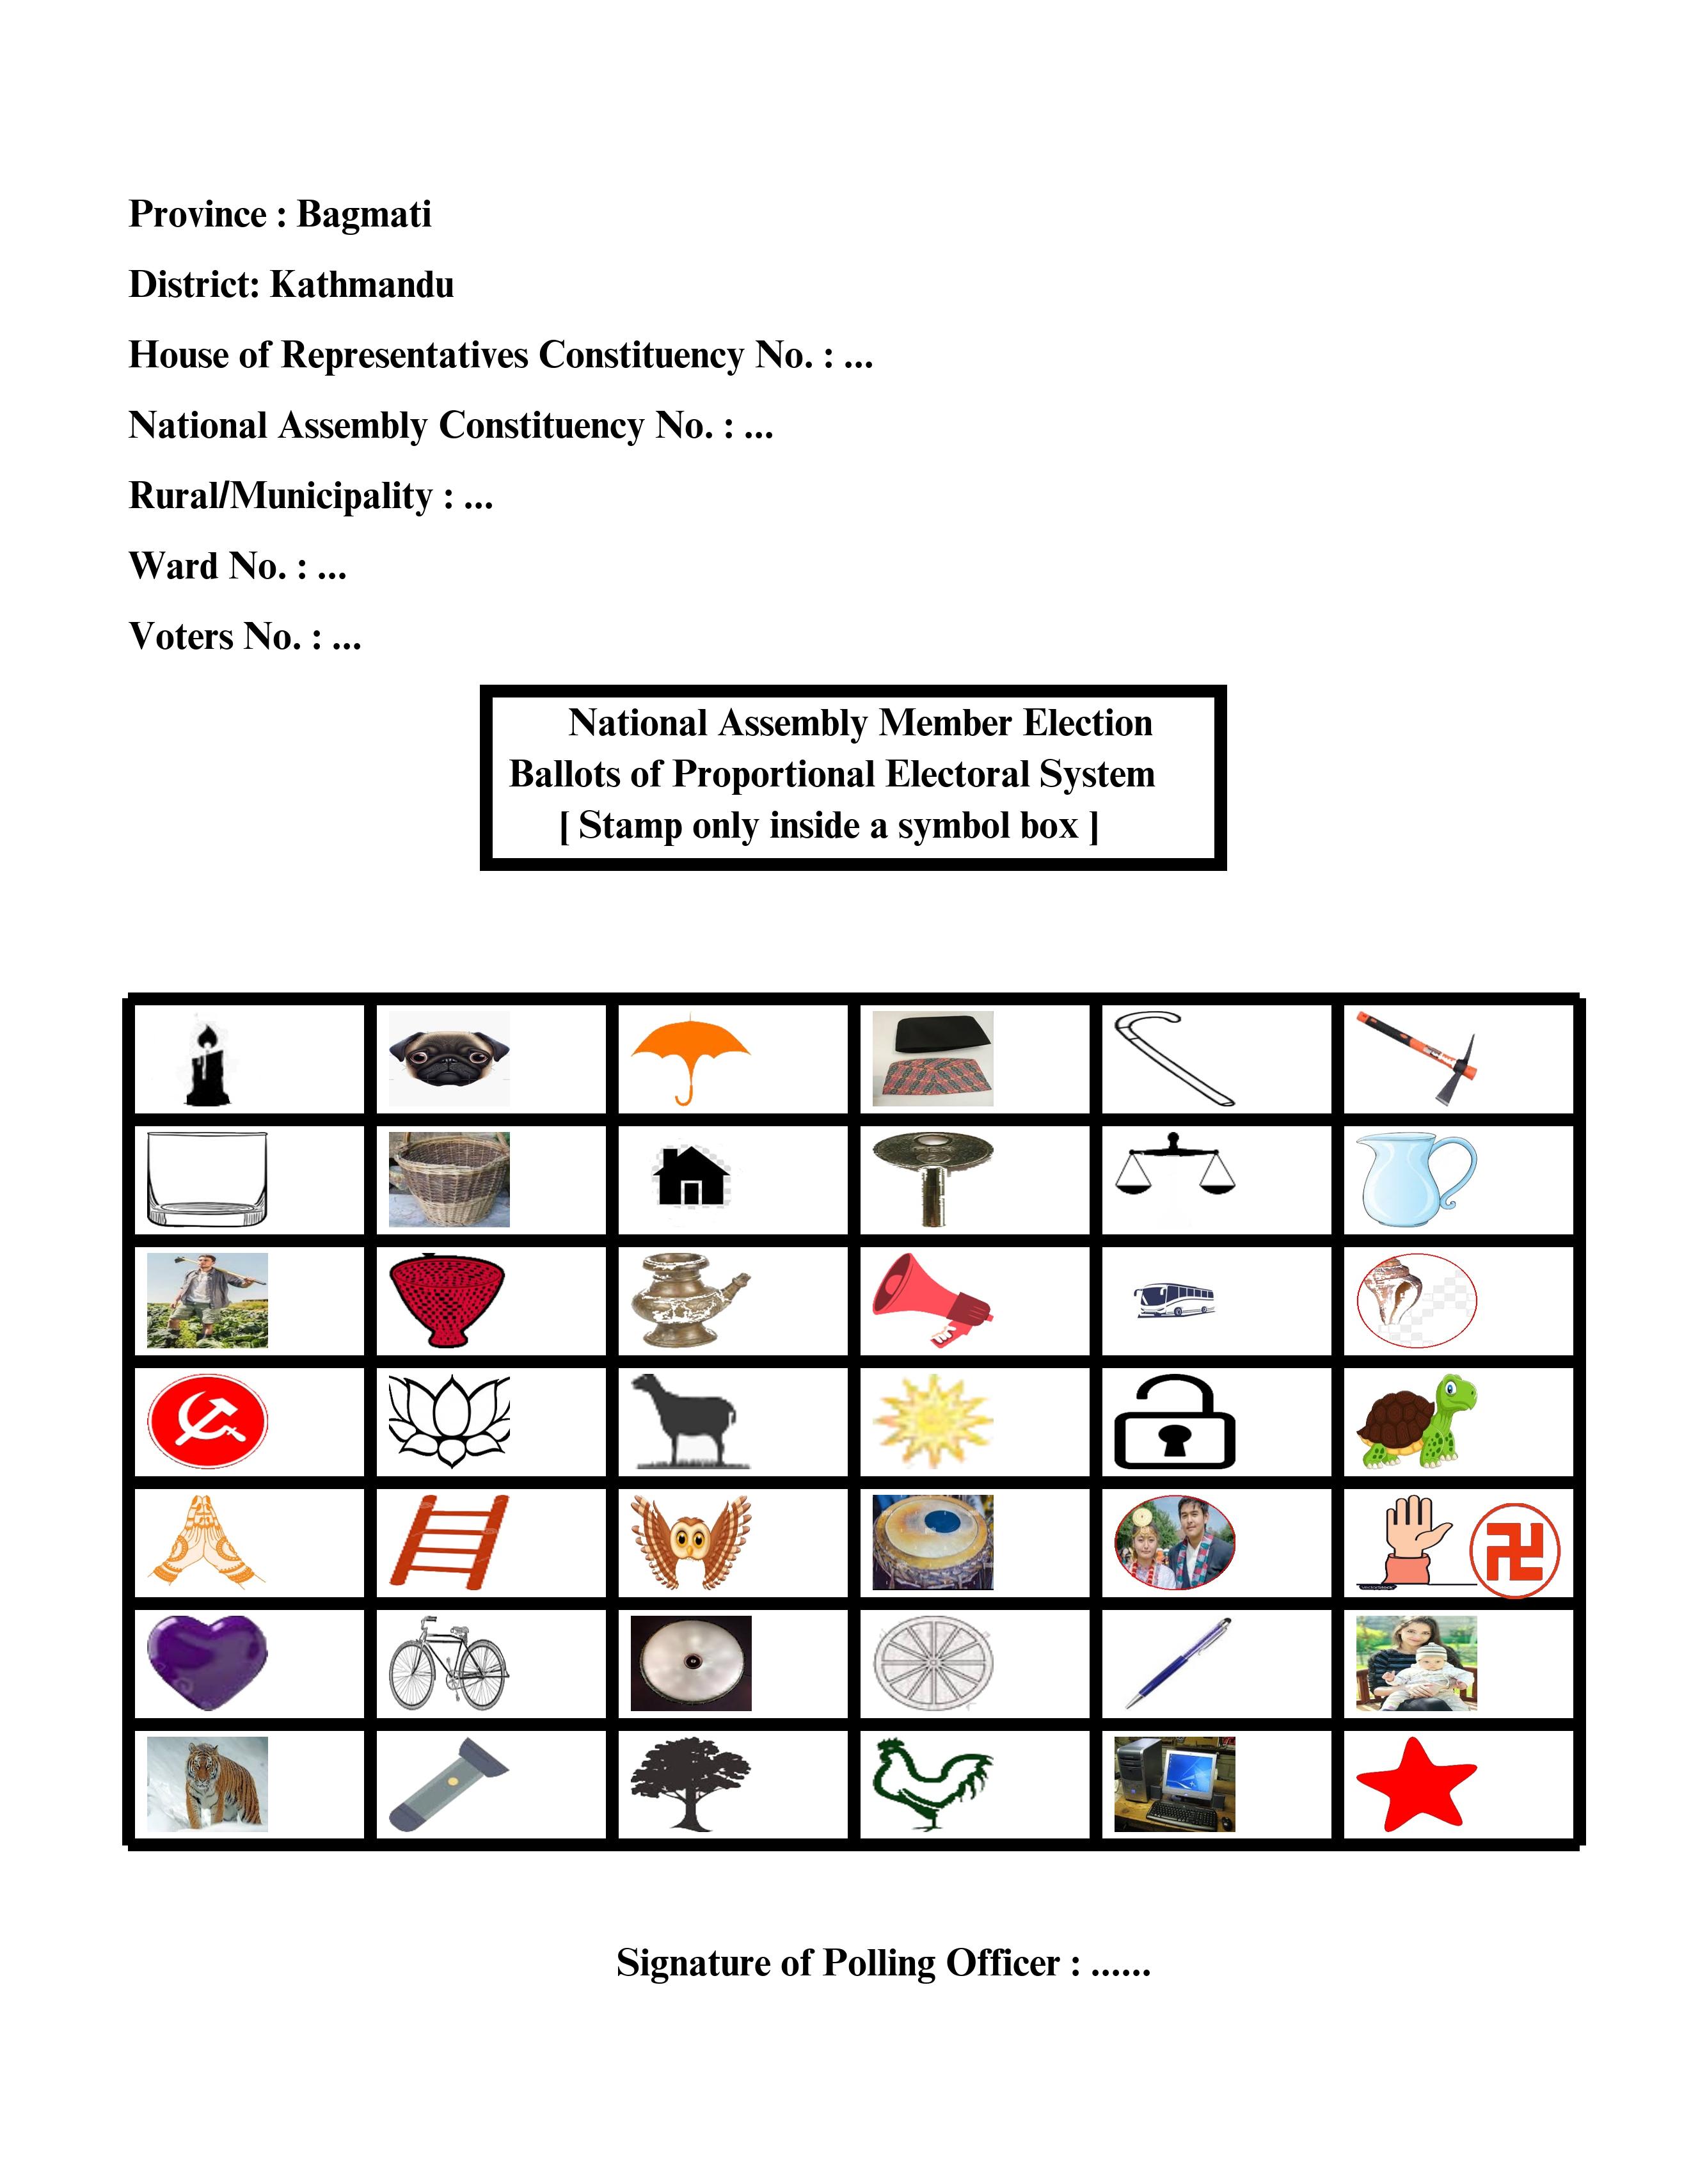 Province : Bagmati
District: Kathmandu
House of Representatives Constituency No. : ...
National Assembly Constituency No. : ...
Rural/Municipality : ...
Ward No. : ...
Voters No. : ...
National Assembly Member Election
Ballots of Proportional Electoral System
[ Stamp only inside a symbol box ]
Signature of Polling Officer : ......